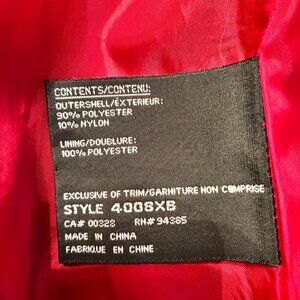 CONTENTS/CONTENU:
OUTERSHELL/EXTÉRIEUR:
90% POLYESTER
10% NYLON
LINING/DOUBLURE:
100% POLYESTER
EXCLUSIVE OF TRIM/GARNITURE NON COMPRISE
STYLE 4008XB
CA# 00328 RN# 94385
MADE IN CHINA
FABRIQUE EN CHINE